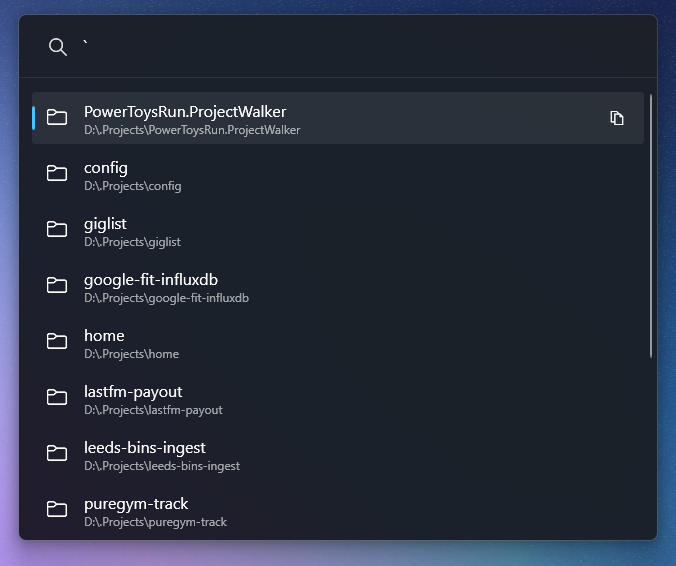 `
PowerToysRun.ProjectWalker
D:\.Projects\PowerToysRun.ProjectWalker
config
D:\.Projects\config
giglist
D:\.Projects\giglist
google-fit-influxdb
D:\.Projects\google-fit-influxdb
home
D:\.Projects\home
lastfm-payout
D:\.Projects\lastfm-payout
leeds-bins-ingest
D:\.Projects\leeds-bins-ingest
puregym-track
D:\.Projects\puregym-track